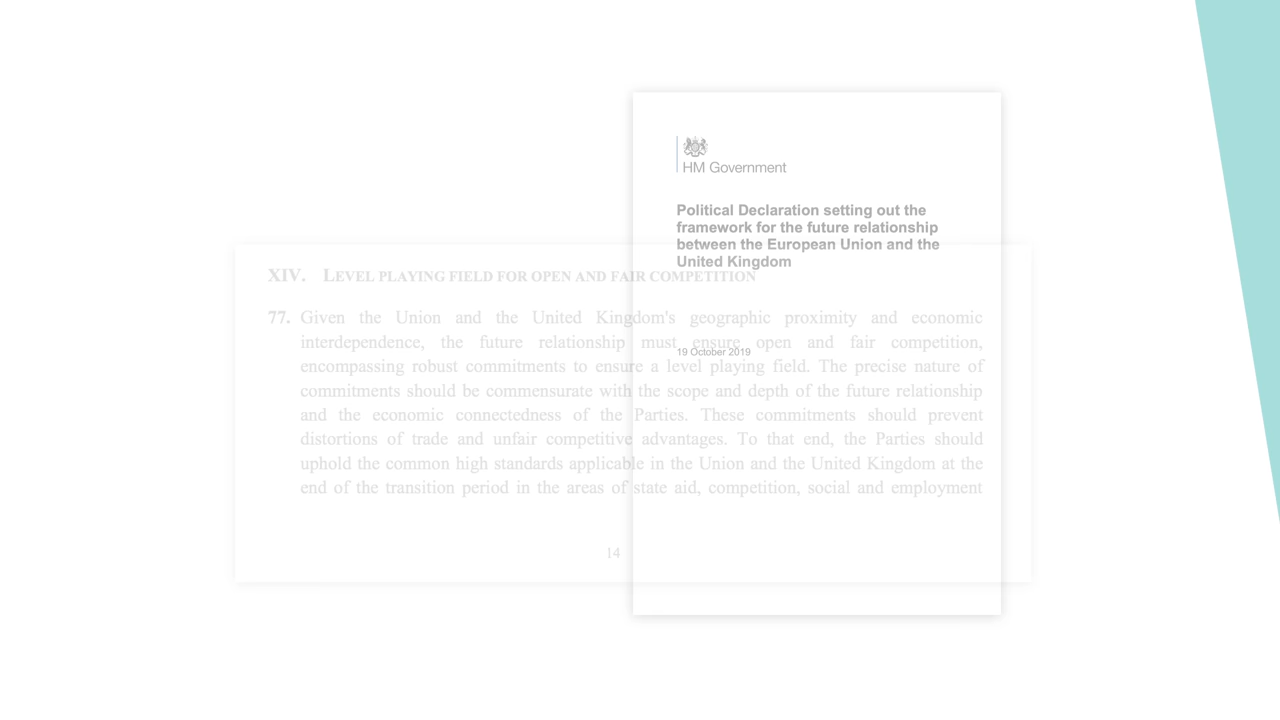 HM Government
Political Declaration setting out the
framework for the future relationship
between the European Union and the
United Kingdom
19 October 2019
XIV. LEVEL PLAYING FIELD FOR OPEN AND FAIR COMPETITION
77. Given the Union and the United Kingdom's geographic proximity and economic
interdependence, the future relationship must ensure open and fair competition,
encompassing robust commitments to ensure a level playing field. The precise nature of
commitments should be commensurate with the scope and depth of the future relationship
and the economic connectedness of the Parties. These commitments should prevent
distortions of trade and unfair competitive advantages. To that end, the Parties should
uphold the common high standards applicable in the Union and the United Kingdom at the
end of the transition period in the areas of state aid, competition, social and employment
14